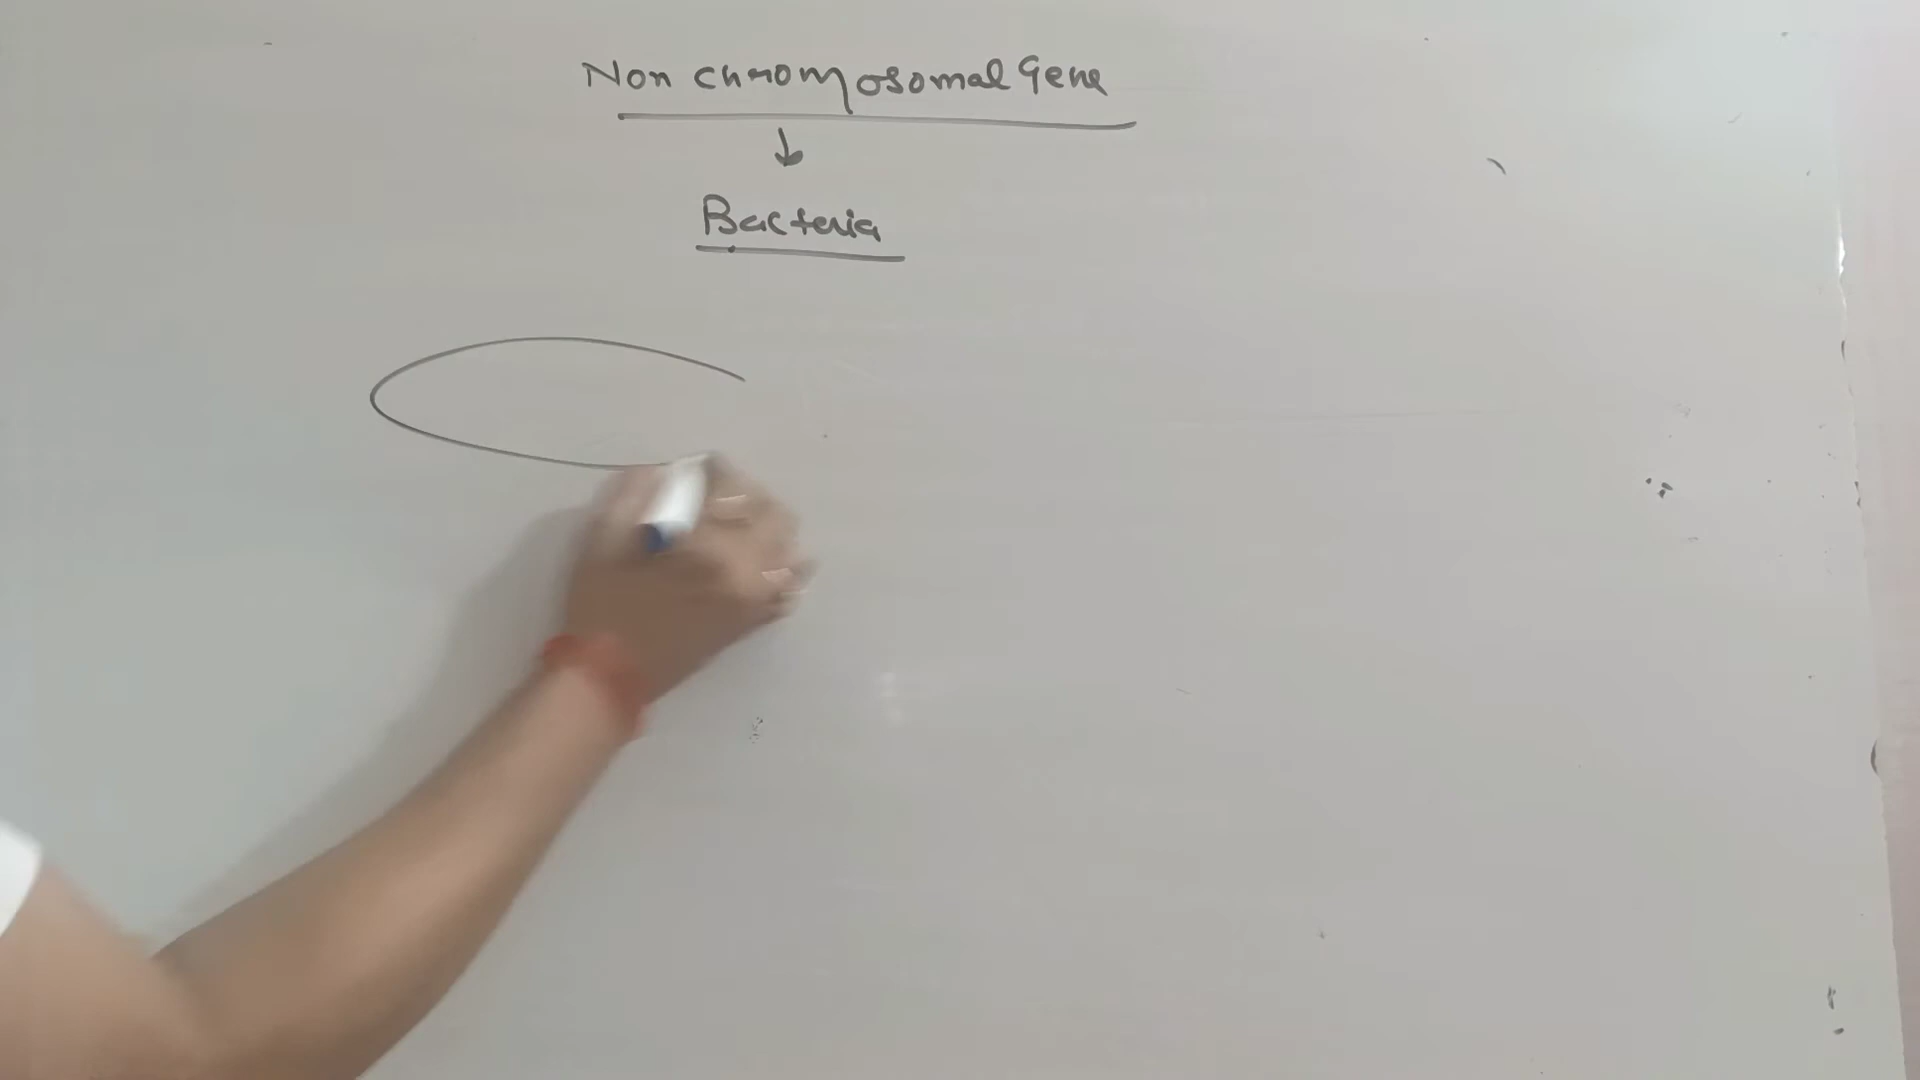 Non chromosomal Gene
↓
Bacteria